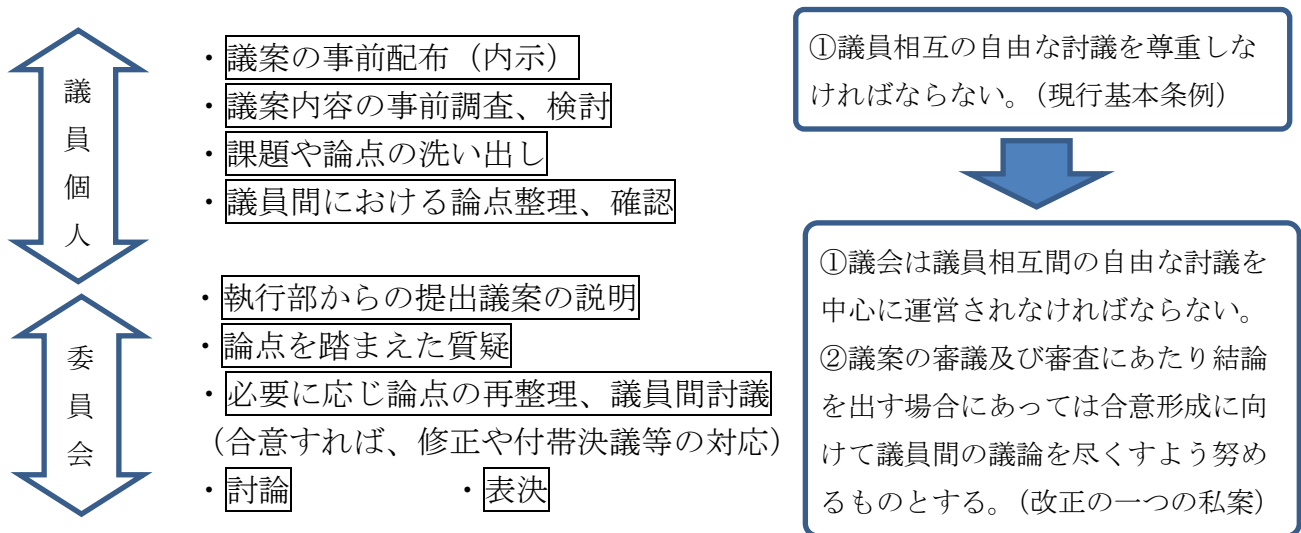 議員個人
・議案の事前配布（内示）
・議案内容の事前調査、検討
・課題や論点の洗い出し
・議員間における論点整理、確認
委員会
・執行部からの提出議案の説明
・論点を踏まえた質疑
・必要に応じ論点の再整理、議員間討議
（合意すれば、修正や付帯決議等の対応）
・討論　　　　　・表決
①議員相互の自由な討議を尊重しな
ければならない。（現行基本条例）
①議会は議員相互間の自由な討議を
中心に運営されなければならない。
②議案の審議及び審査にあたり結論
を出す場合にあっては合意形成に向
けて議員間の議論を尽くすよう努め
るものとする。（改正の一つの私案）